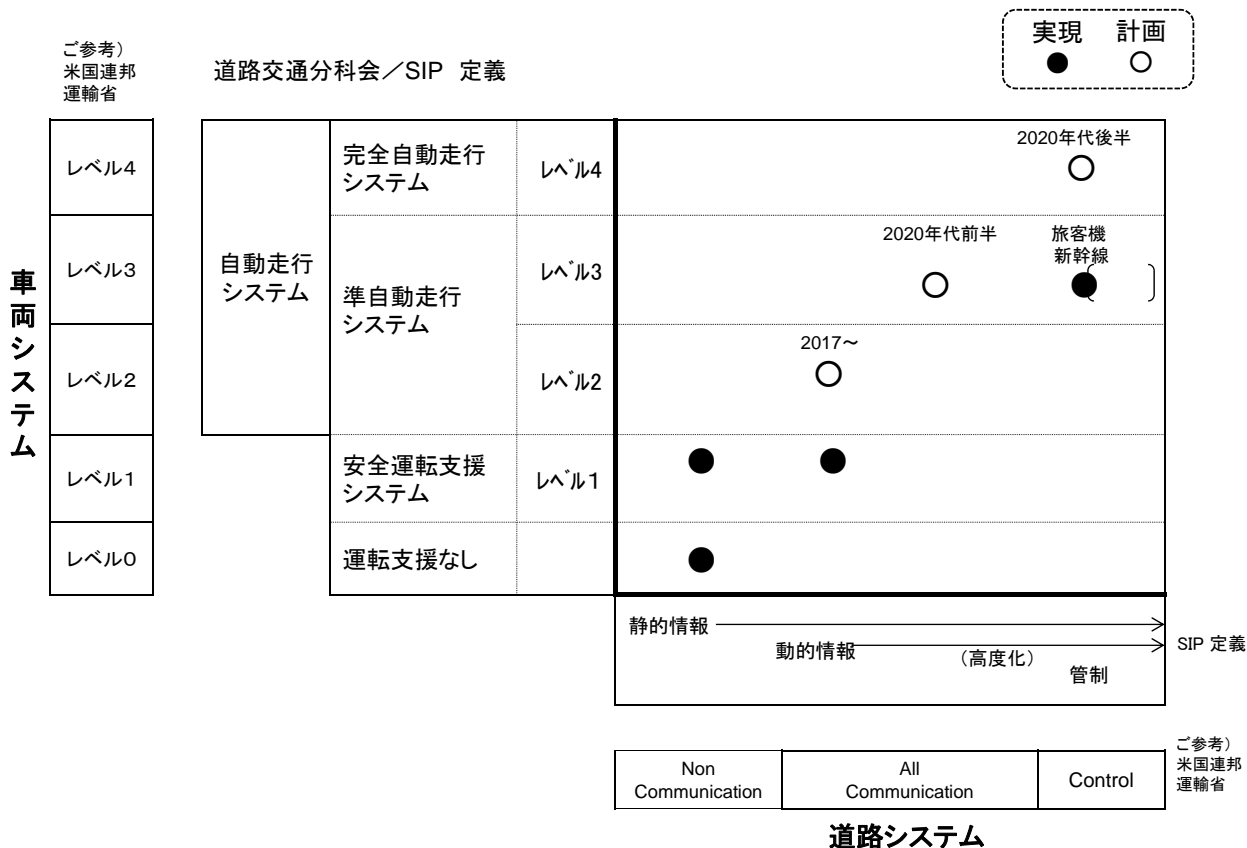 実現 計画
ご参考)
米国連邦
運輸省
道路交通分科会/SIP 定義
車両システム
レベル4
レベル3
レベル2
レベル1
レベル0
自動走行
システム
完全自動走行
システム
レベル4
準自動走行
システム
レベル3
レベル2
安全運転支援
システム
レベル1
運転支援なし
2020年代後半
2020年代前半
旅客機
新幹線
2017~
静的情報
動的情報
(高度化)
管制
SIP 定義
Non
Communication
All
Communication
Control
ご参考)
米国連邦
運輸省
道路システム